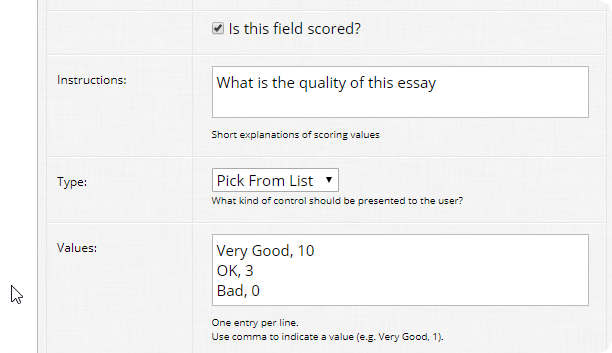 Is this field scored?
Instructions:
What is the quality of this essay
Short explanations of scoring values
Type:
Pick From List
What kind of control should be presented to the user?
Values:
Very Good, 10
OK, 3
Bad, 0
One entry per line.
Use comma to indicate a value (e.g. Very Good, 1).